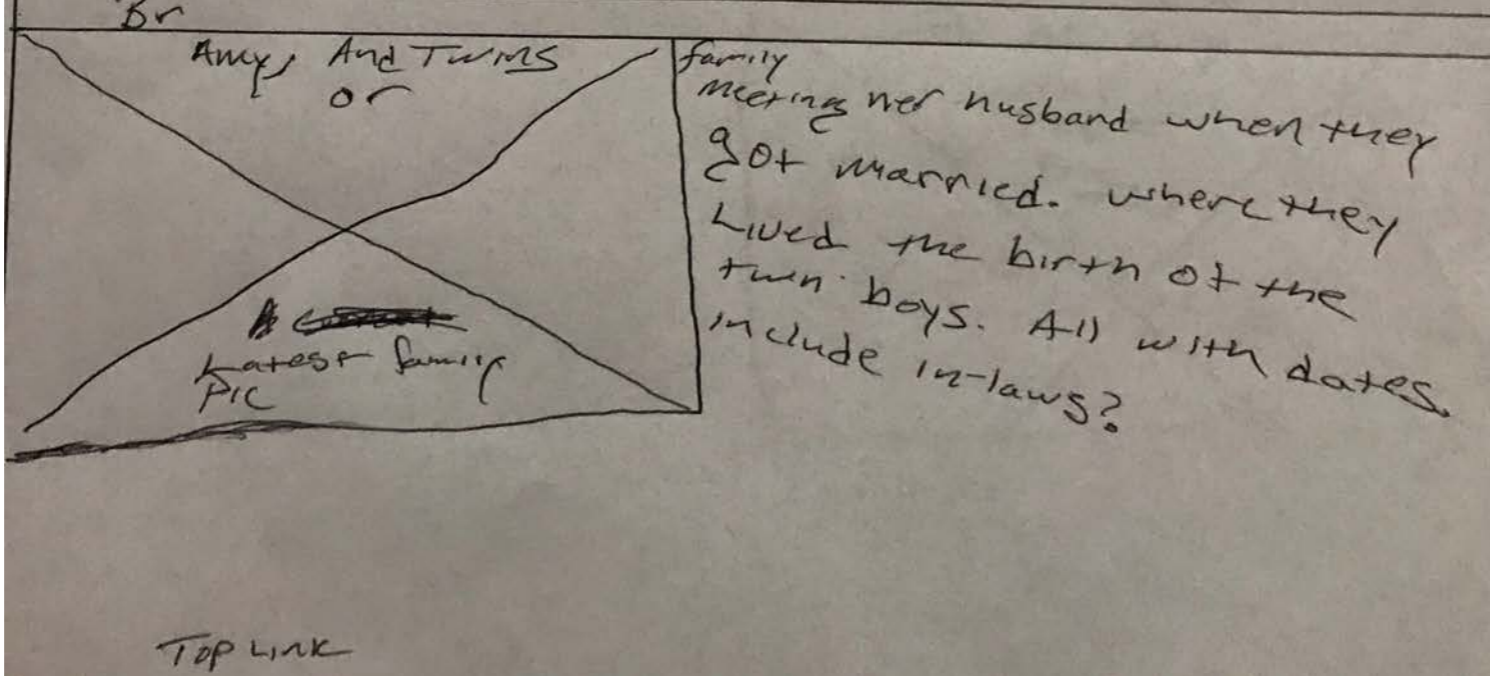 Br
Amy, And Twins
or
A
Latest family
Pic
family
meeting her husband when they
got married. where they
Lived the birth of the
twin boys. All with dates.
include in-laws?
TOP LINK